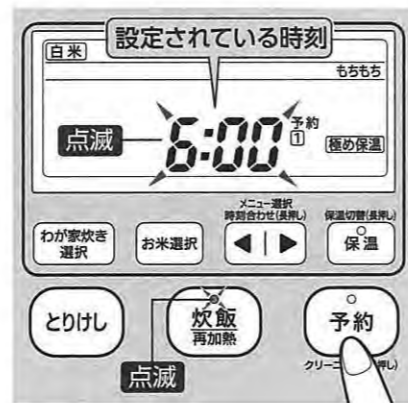 設定されている時刻
白米
もちもち
点滅
6:00
予約
1
極め保温
メニュー選択
時刻合わせ(長押し)
保温切替(長押し)
わが家炊き
選択
お米選択
◀ | ▶
保温
とりけし
炊飯
再加熱
予約
点滅